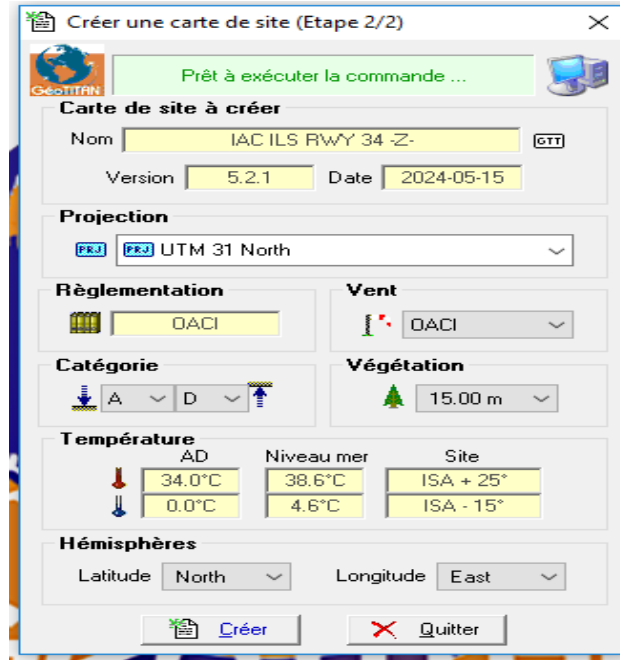 Créer une carte de site (Etape 2/2)
GéoTITAN
Prêt à exécuter la commande ...
Carte de site à créer
Nom IAC ILS RWY 34 -Z- GTT
Version 5.2.1 Date 2024-05-15
Projection
PRJ PRJ UTM 31 North
Règlementation Vent
OACI OACI
Catégorie Végétation
A D 15.00 m
Température
AD Niveau mer Site
34.0°C 38.6°C ISA + 25°
0.0°C 4.6°C ISA - 15°
Hémisphères
Latitude North Longitude East
Créer Quitter